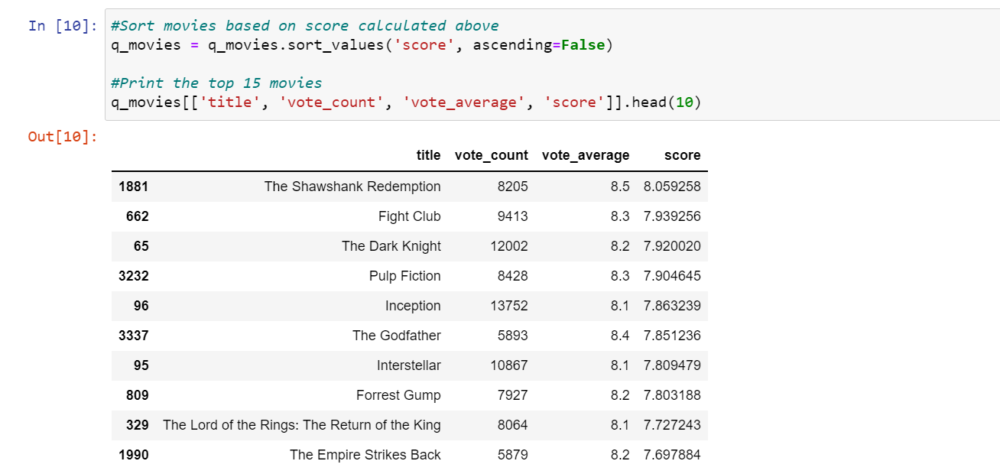 In [10]: #Sort movies based on score calculated above
q_movies = q_movies.sort_values('score', ascending=False)
#Print the top 15 movies
q_movies[['title', 'vote_count', 'vote_average', 'score']].head(10)
Out[10]:
title vote_count vote_average score
1881 The Shawshank Redemption 8205 8.5 8.059258
662 Fight Club 9413 8.3 7.939256
65 The Dark Knight 12002 8.2 7.920020
3232 Pulp Fiction 8428 8.3 7.904645
96 Inception 13752 8.1 7.863239
3337 The Godfather 5893 8.4 7.851236
95 Interstellar 10867 8.1 7.809479
809 Forrest Gump 7927 8.2 7.803188
329 The Lord of the Rings: The Return of the King 8064 8.1 7.727243
1990 The Empire Strikes Back 5879 8.2 7.697884